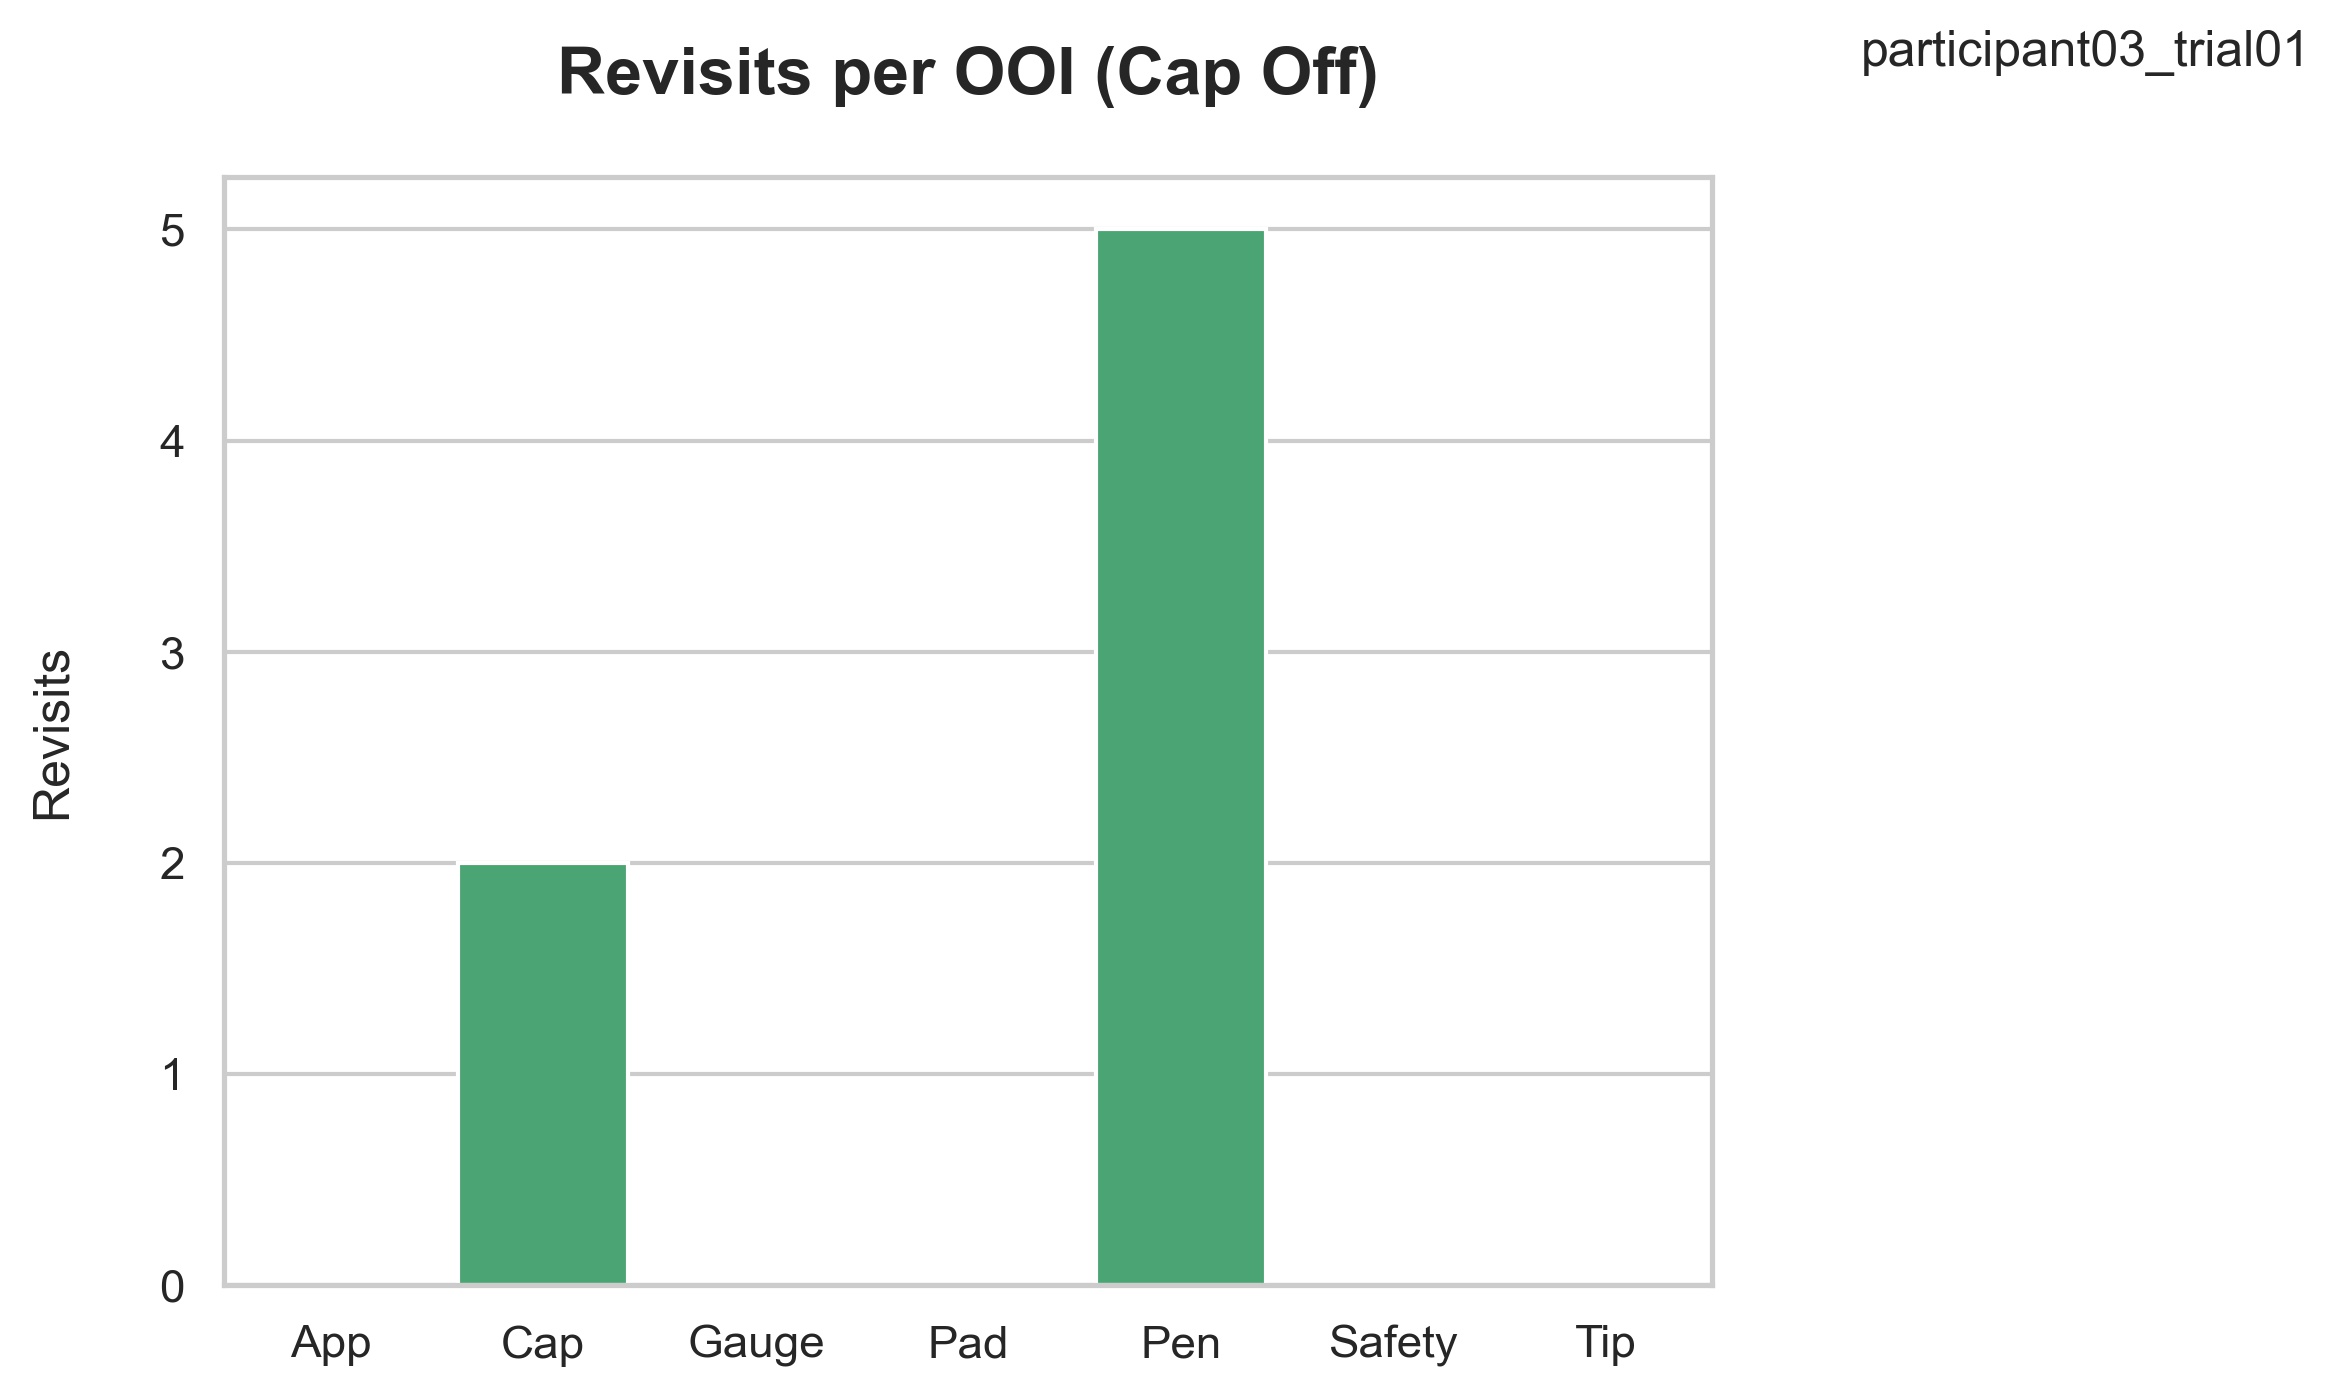 Revisits per OOI (Cap Off)
participant03_trial01
Revisits
5
4
3
2
1
0
App Cap Gauge Pad Pen Safety Tip